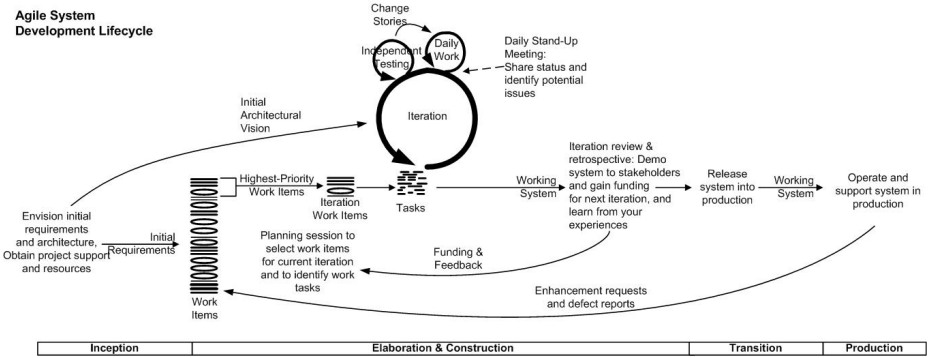 Agile System
Development Lifecycle
Change
Stories
Independent
Testing
Daily
Work
Daily Stand-Up
Meeting:
Share status and
identify potential
issues
Initial
Architectural
Vision
Iteration
Highest-Priority
Work Items
Iteration
Work Items
Tasks
Working
System
Iteration review &
retrospective: Demo
system to stakeholders
and gain funding
for next iteration, and
learn from your
experiences
Release
system into
production
Working
System
Operate and
support system in
production
Envision initial
requirements
and architecture,
Obtain project support
and resources
Initial
Requirements
Planning session to
select work items
for current iteration
and to identify work
tasks
Funding &
Feedback
Enhancement requests
and defect reports
Work
Items
Inception
Elaboration & Construction
Transition
Production